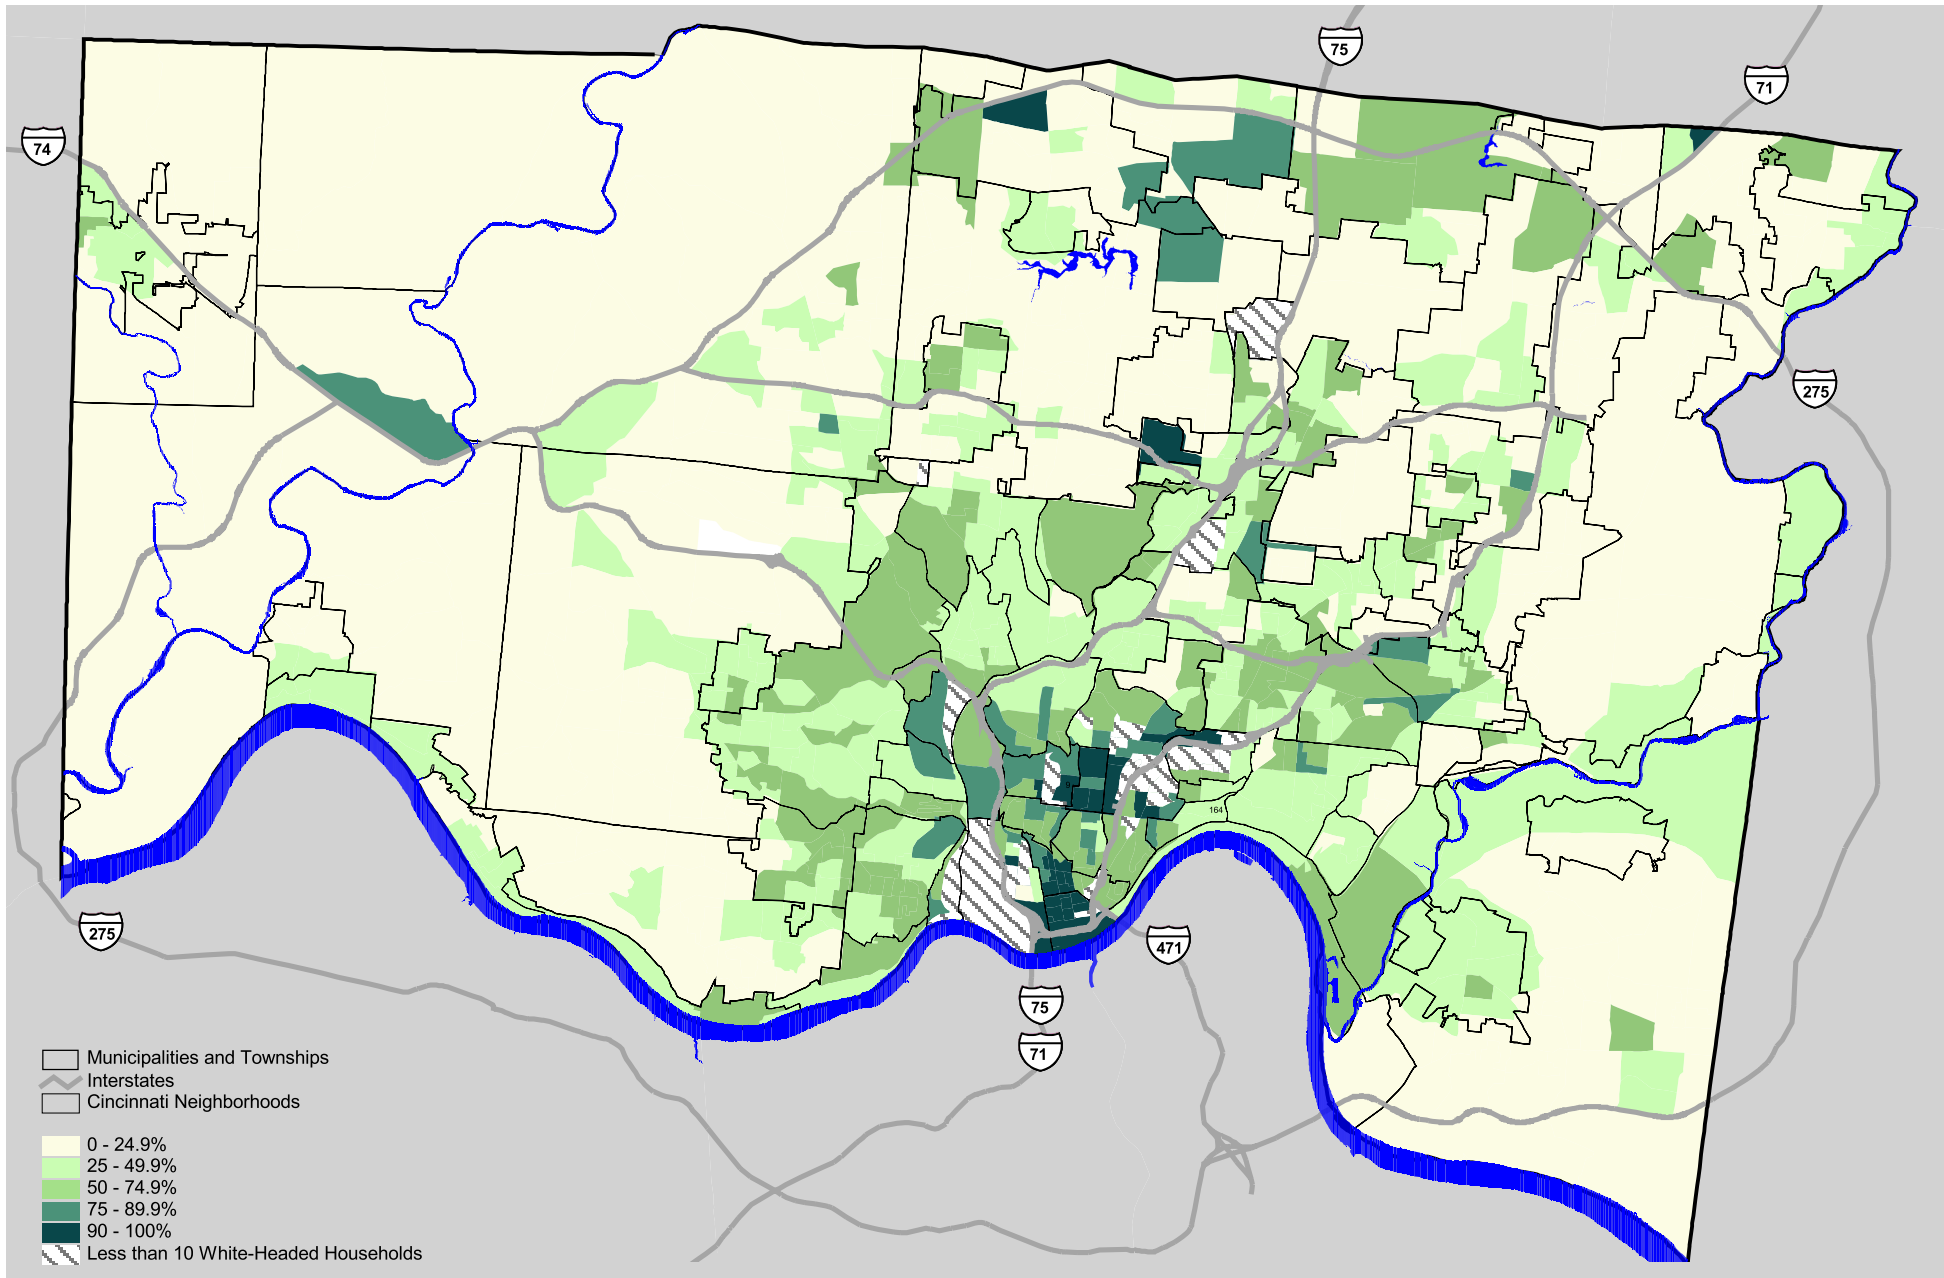 75
71
74
275
164
275
471
75
71
Municipalities and Townships
Interstates
Cincinnati Neighborhoods
0 - 24.9%
25 - 49.9%
50 - 74.9%
75 - 89.9%
90 - 100%
Less than 10 White-Headed Households